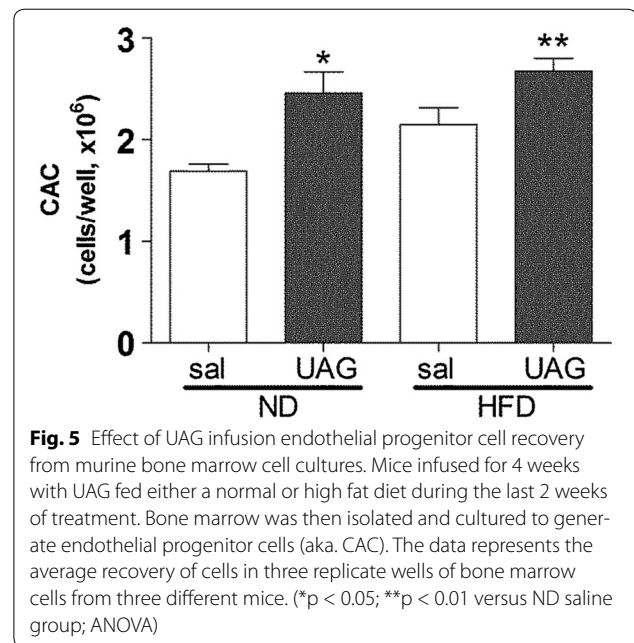 3
2
1
0
CAC
(cells/well, x10⁶)
*
**
sal UAG sal UAG
ND HFD
Fig. 5 Effect of UAG infusion endothelial progenitor cell recovery
from murine bone marrow cell cultures. Mice infused for 4 weeks
with UAG fed either a normal or high fat diet during the last 2 weeks
of treatment. Bone marrow was then isolated and cultured to gener-
ate endothelial progenitor cells (aka. CAC). The data represents the
average recovery of cells in three replicate wells of bone marrow
cells from three different mice. (*p < 0.05; **p < 0.01 versus ND saline
group; ANOVA)